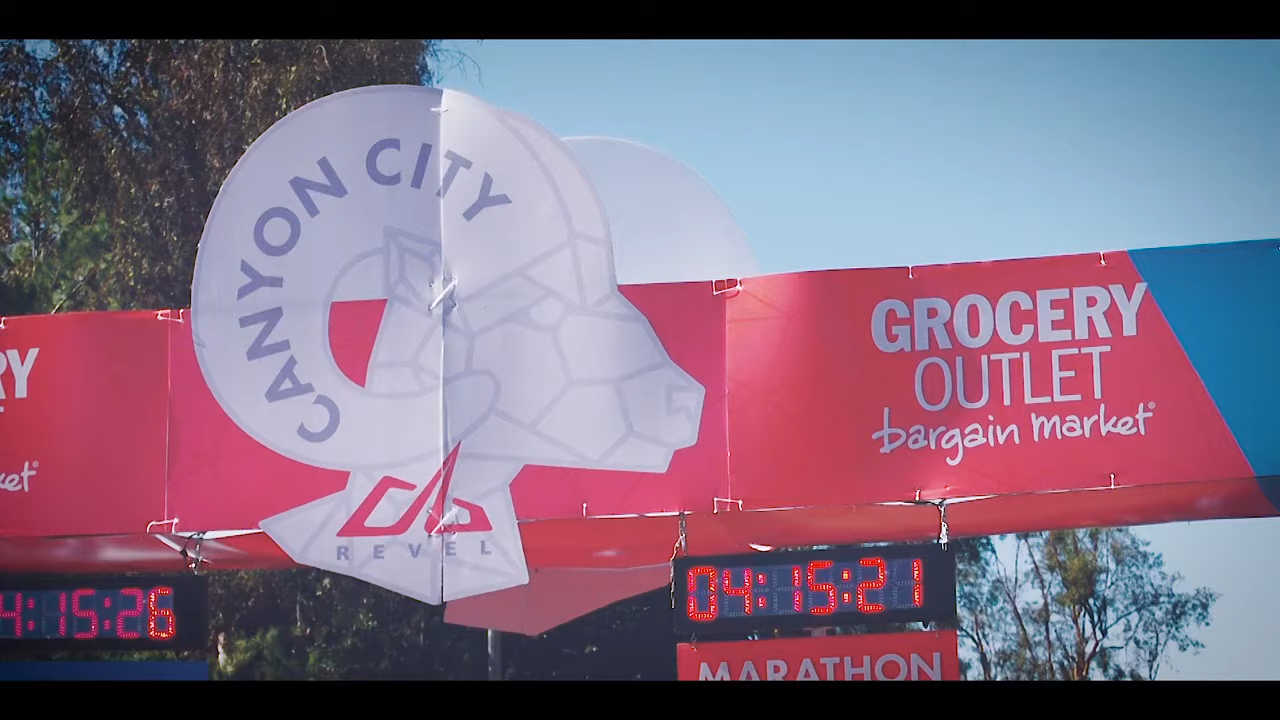 CANYON CITY
REVEL
GROCERY
OUTLET
bargain market®
RY
ket®
4:15:26
04:15:21
MARATHON